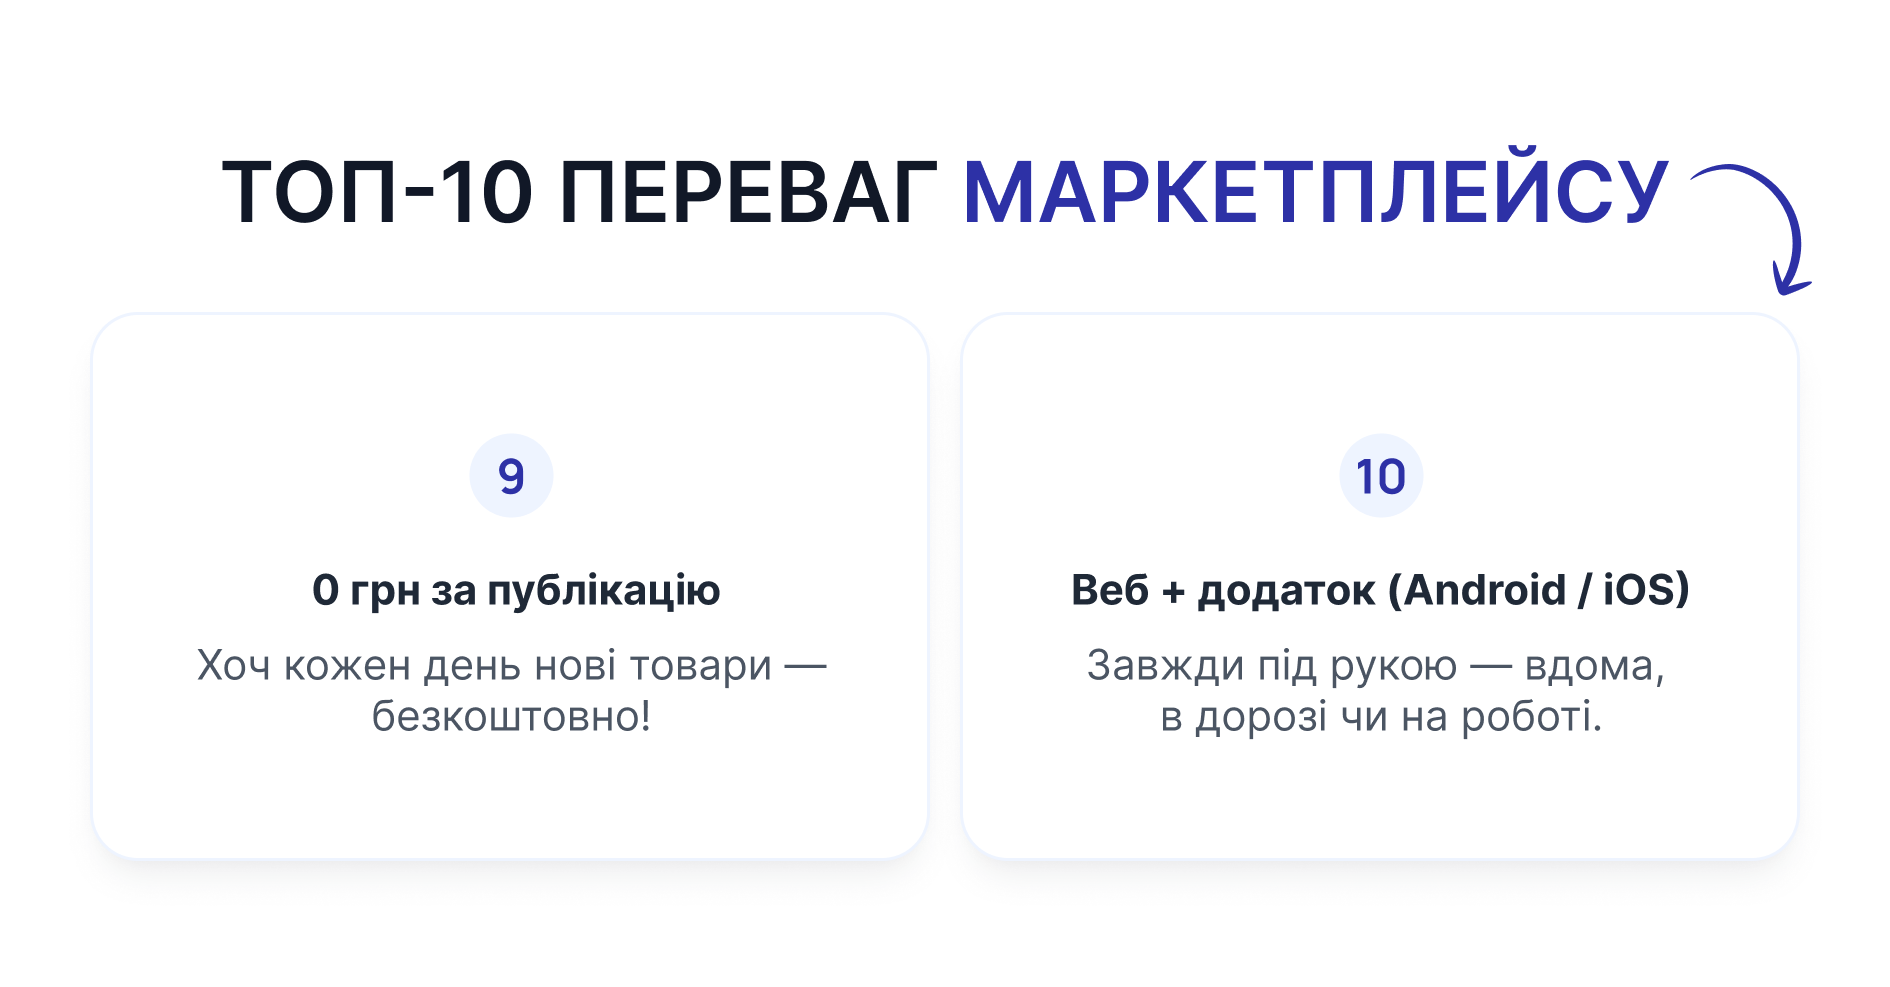 ТОП-10 ПЕРЕВАГ МАРКЕТПЛЕЙСУ
9
0 грн за публікацію
Хоч кожен день нові товари —
безкоштовно!
10
Веб + додаток (Android / iOS)
Завжди під рукою — вдома,
в дорозі чи на роботі.